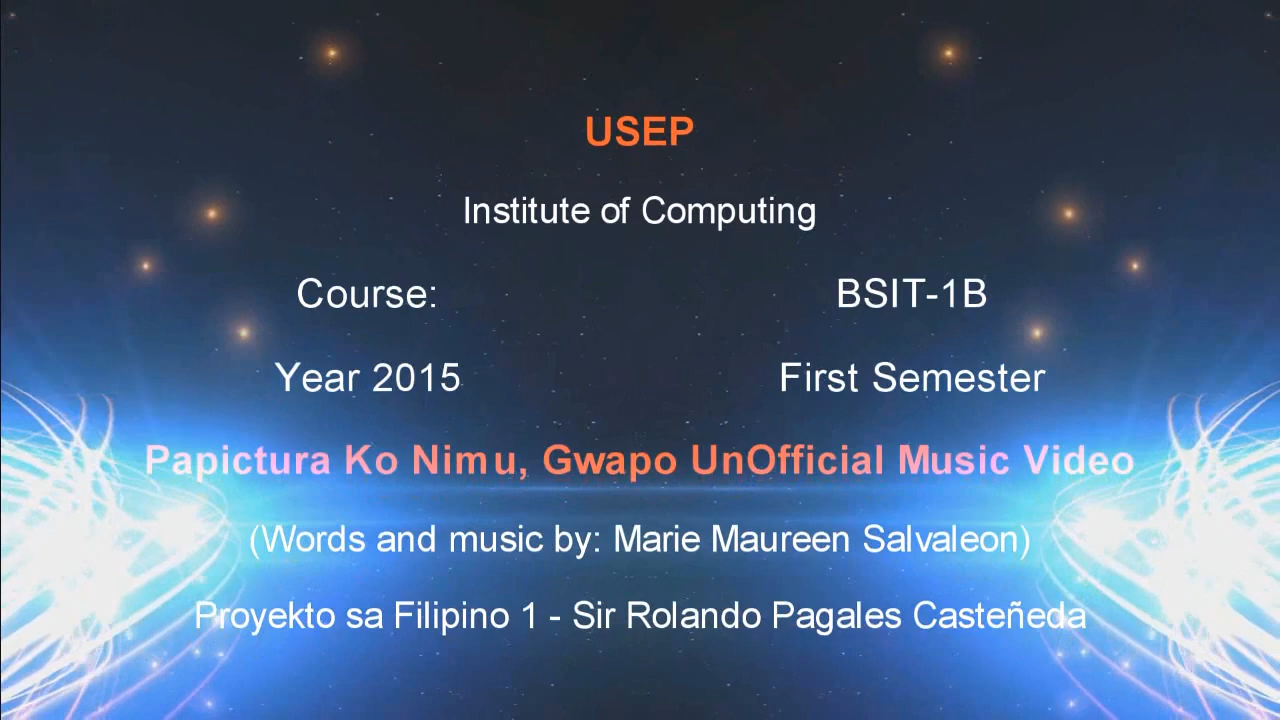 USEP
Institute of Computing
Course: BSIT-1B
Year 2015 First Semester
Papictura Ko Nimu, Gwapo UnOfficial Music Video
(Words and music by: Marie Maureen Salvaleon)
Proyekto sa Filipino 1 - Sir Rolando Pagales Casteñeda